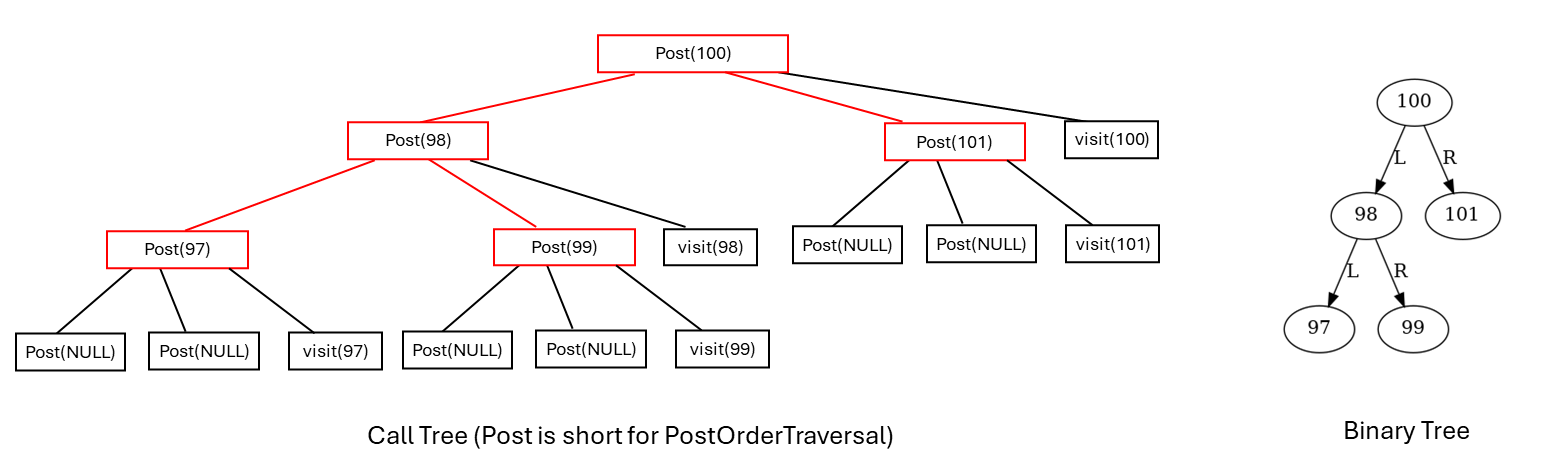 Post(100)
100
Post(98)
Post(101)
visit(100)
L
R
98
101
Post(97)
Post(99)
visit(98)
Post(NULL)
Post(NULL)
visit(101)
L
R
97
99
Post(NULL)
Post(NULL)
visit(97)
Post(NULL)
Post(NULL)
visit(99)
Call Tree (Post is short for PostOrderTraversal)
Binary Tree